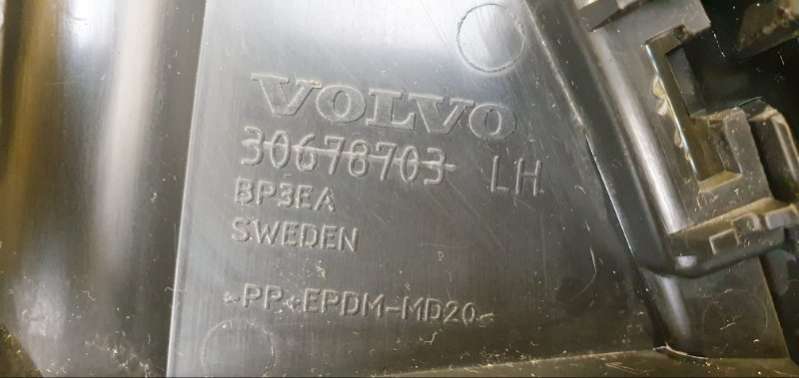 VOLVO
30678703 LH
BP3EA
SWEDEN
>PP+EPDM-MD20<